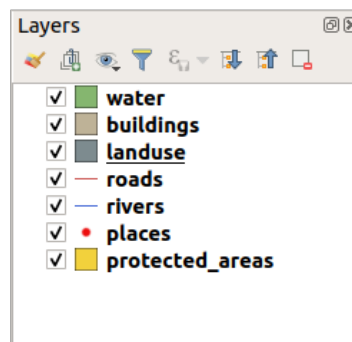 Layers
water
buildings
landuse
roads
rivers
places
protected_areas